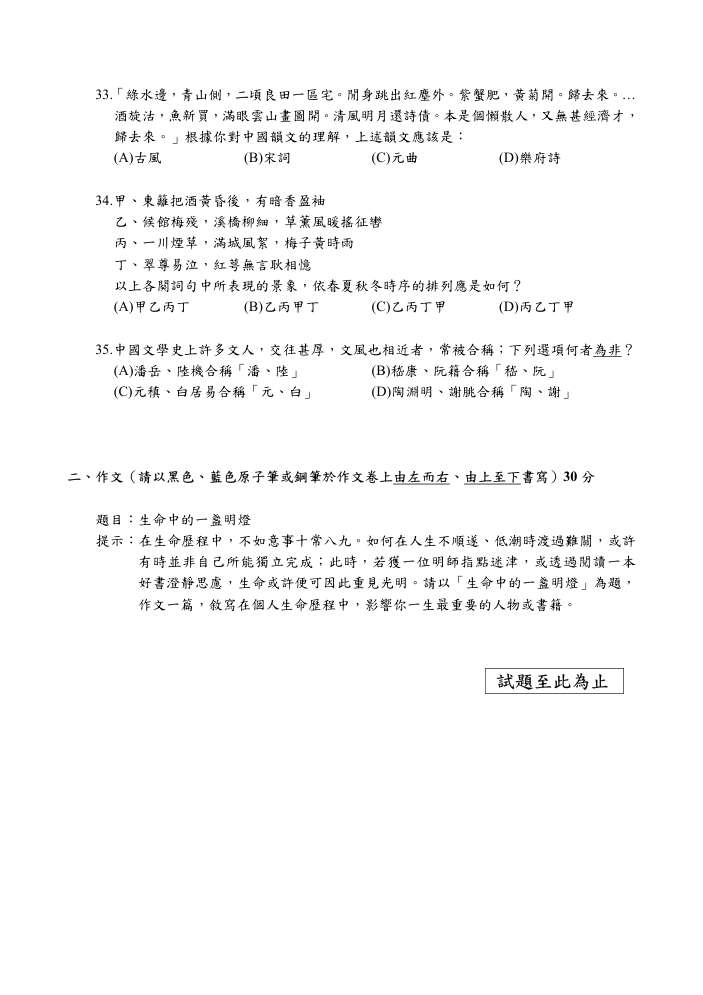 33.「綠水邊，青山側，二頃良田一區宅。閒身跳出紅塵外。紫蟹肥，黃菊開。歸去來。…
酒旋沽，魚新買，滿眼雲山畫圖開。清風明月還詩債。本是個懶散人，又無甚經濟才，
歸去來。」根據你對中國韻文的理解，上述韻文應該是：
(A)古風 (B)宋詞 (C)元曲 (D)樂府詩
34.甲、東籬把酒黃昏後，有暗香盈袖
乙、候館梅殘，溪橋柳細，草薰風暖搖征轡
丙、一川煙草，滿城風絮，梅子黃時雨
丁、翠尊易泣，紅萼無言耿相憶
以上各闋詞句中所表現的景象，依春夏秋冬時序的排列應是如何？
(A)甲乙丙丁 (B)乙丙甲丁 (C)乙丙丁甲 (D)丙乙丁甲
35.中國文學史上許多文人，交往甚厚，文風也相近者，常被合稱；下列選項何者為非？
(A)潘岳、陸機合稱「潘、陸」 (B)嵇康、阮籍合稱「嵇、阮」
(C)元稹、白居易合稱「元、白」 (D)陶淵明、謝朓合稱「陶、謝」
二、作文（請以黑色、藍色原子筆或鋼筆於作文卷上由左而右、由上至下書寫）30 分
題目：生命中的一盞明燈
提示：在生命歷程中，不如意事十常八九。如何在人生不順遂、低潮時渡過難關，或許
有時並非自己所能獨立完成；此時，若獲一位明師指點迷津，或透過閱讀一本
好書澄靜思慮，生命或許便可因此重見光明。請以「生命中的一盞明燈」為題，
作文一篇，敘寫在個人生命歷程中，影響你一生最重要的人物或書籍。
試題至此為止